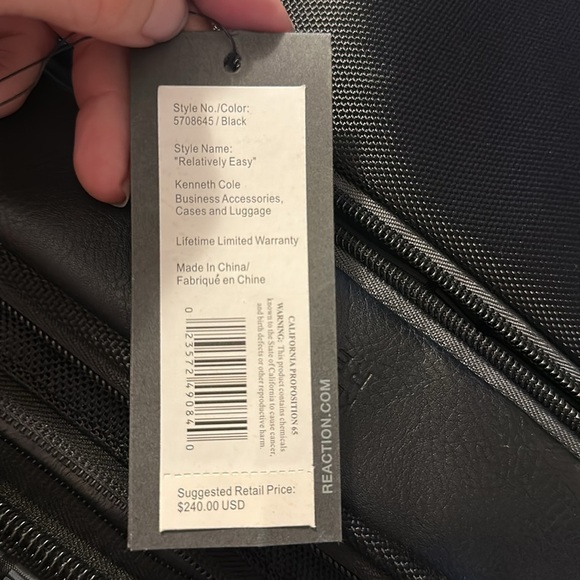 Style No./Color:
5708645 / Black
Style Name:
"Relatively Easy"
Kenneth Cole
Business Accessories,
Cases and Luggage
Lifetime Limited Warranty
Made In China/
Fabriqué en Chine
CALIFORNIA PROPOSITION 65
WARNING: This product contains chemicals
known to the State of California to cause cancer,
and birth defects or other reproductive harm.
0 23572 49084 0
Suggested Retail Price:
$240.00 USD
REACTION.COM